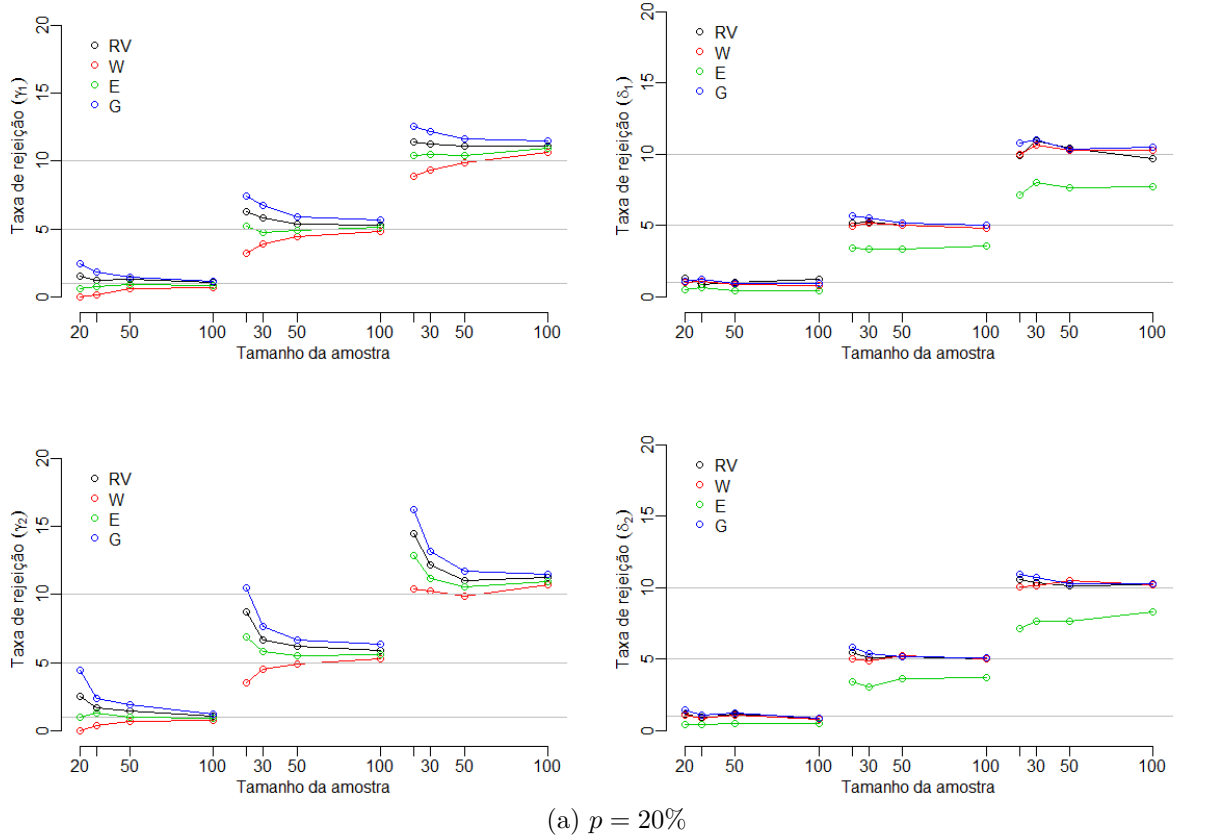 Taxa de rejeição (γ₁)
20
15
10
5
0
RV
W
E
G
20 50 100 30 50 100 30 50 100
Tamanho da amostra
Taxa de rejeição (δ₁)
20
15
10
5
0
RV
W
E
G
20 50 100 30 50 100 30 50 100
Tamanho da amostra
Taxa de rejeição (γ₂)
20
15
10
5
0
RV
W
E
G
20 50 100 30 50 100 30 50 100
Tamanho da amostra
Taxa de rejeição (δ₂)
20
15
10
5
0
RV
W
E
G
20 50 100 30 50 100 30 50 100
Tamanho da amostra
(a) p = 20%